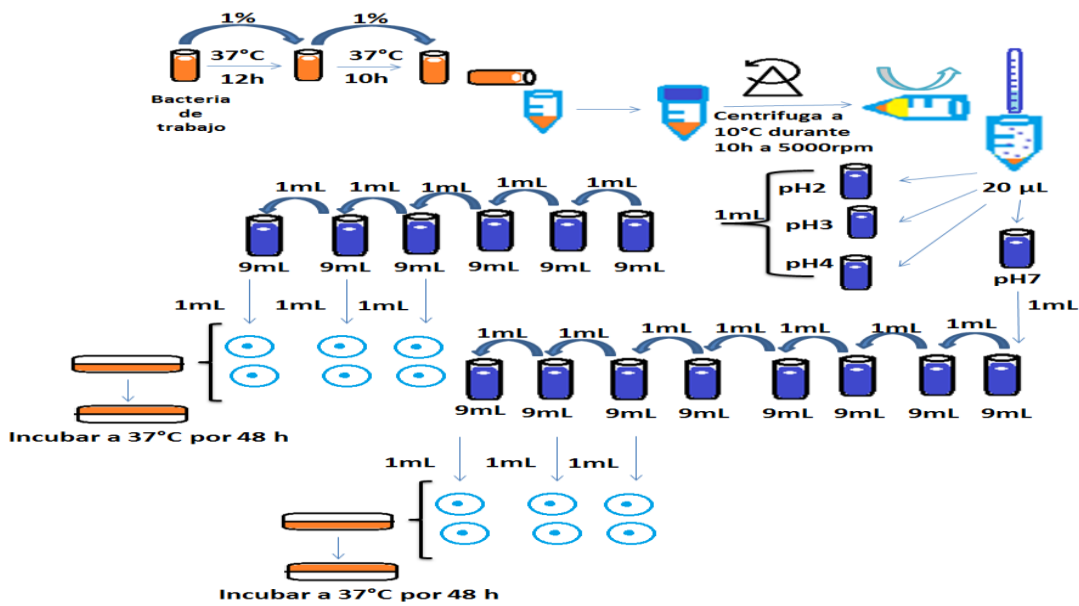 1%
1%
37°C
37°C
12h
10h
Bacteria
de
trabajo
Centrifuga a
10°C durante
10h a 5000rpm
20 µL
pH2
pH3
pH4
1mL
pH7
1mL
1mL
1mL
1mL
1mL
1mL
9mL
9mL
9mL
9mL
9mL
9mL
1mL
1mL
1mL
Incubar a 37°C por 48 h
1mL
1mL
1mL
1mL
1mL
1mL
1mL
9mL
9mL
9mL
9mL
9mL
9mL
9mL
9mL
1mL
1mL
1mL
Incubar a 37°C por 48 h